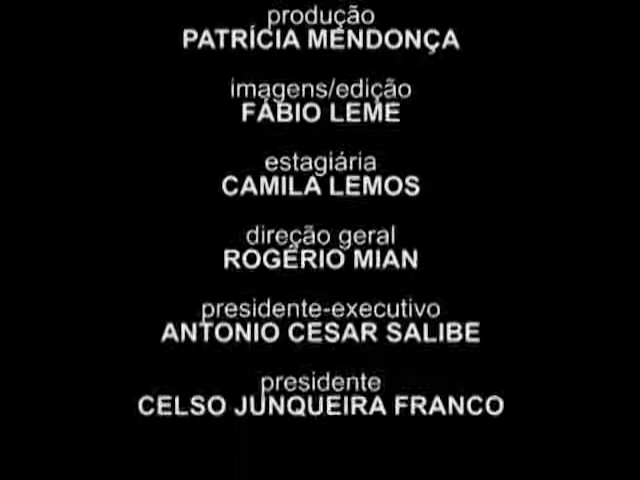 produção
PATRÍCIA MENDONÇA
imagens/edição
FÁBIO LEME
estagiária
CAMILA LEMOS
direção geral
ROGÉRIO MIAN
presidente-executivo
ANTONIO CESAR SALIBE
presidente
CELSO JUNQUEIRA FRANCO